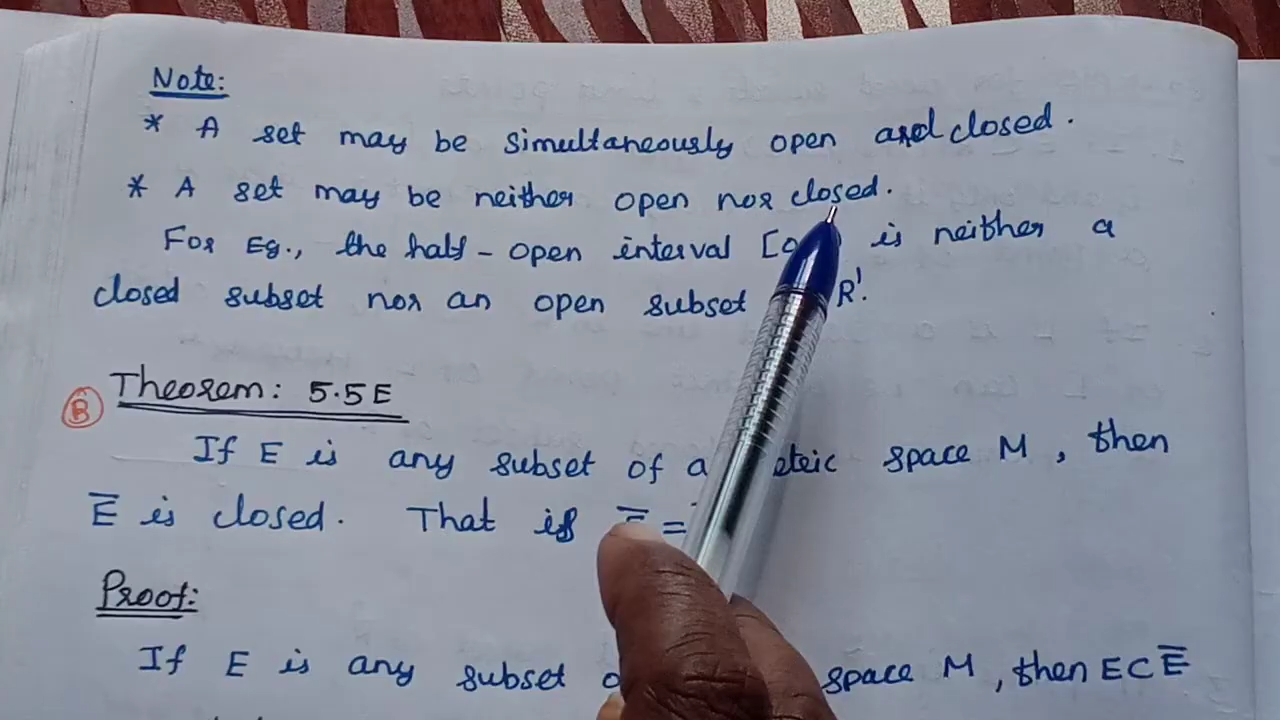 Note:
* A set may be simultaneously open and closed.
* A set may be neither open nor closed.
For Eg., the half-open interval [0 ) is neither a
closed subset nor an open subset R¹.
B Theorem: 5.5E
If E is any subset of a space M, then
E̅ is closed. That is E̅ =
Proof:
If E is any subset space M, then E⊂E̅